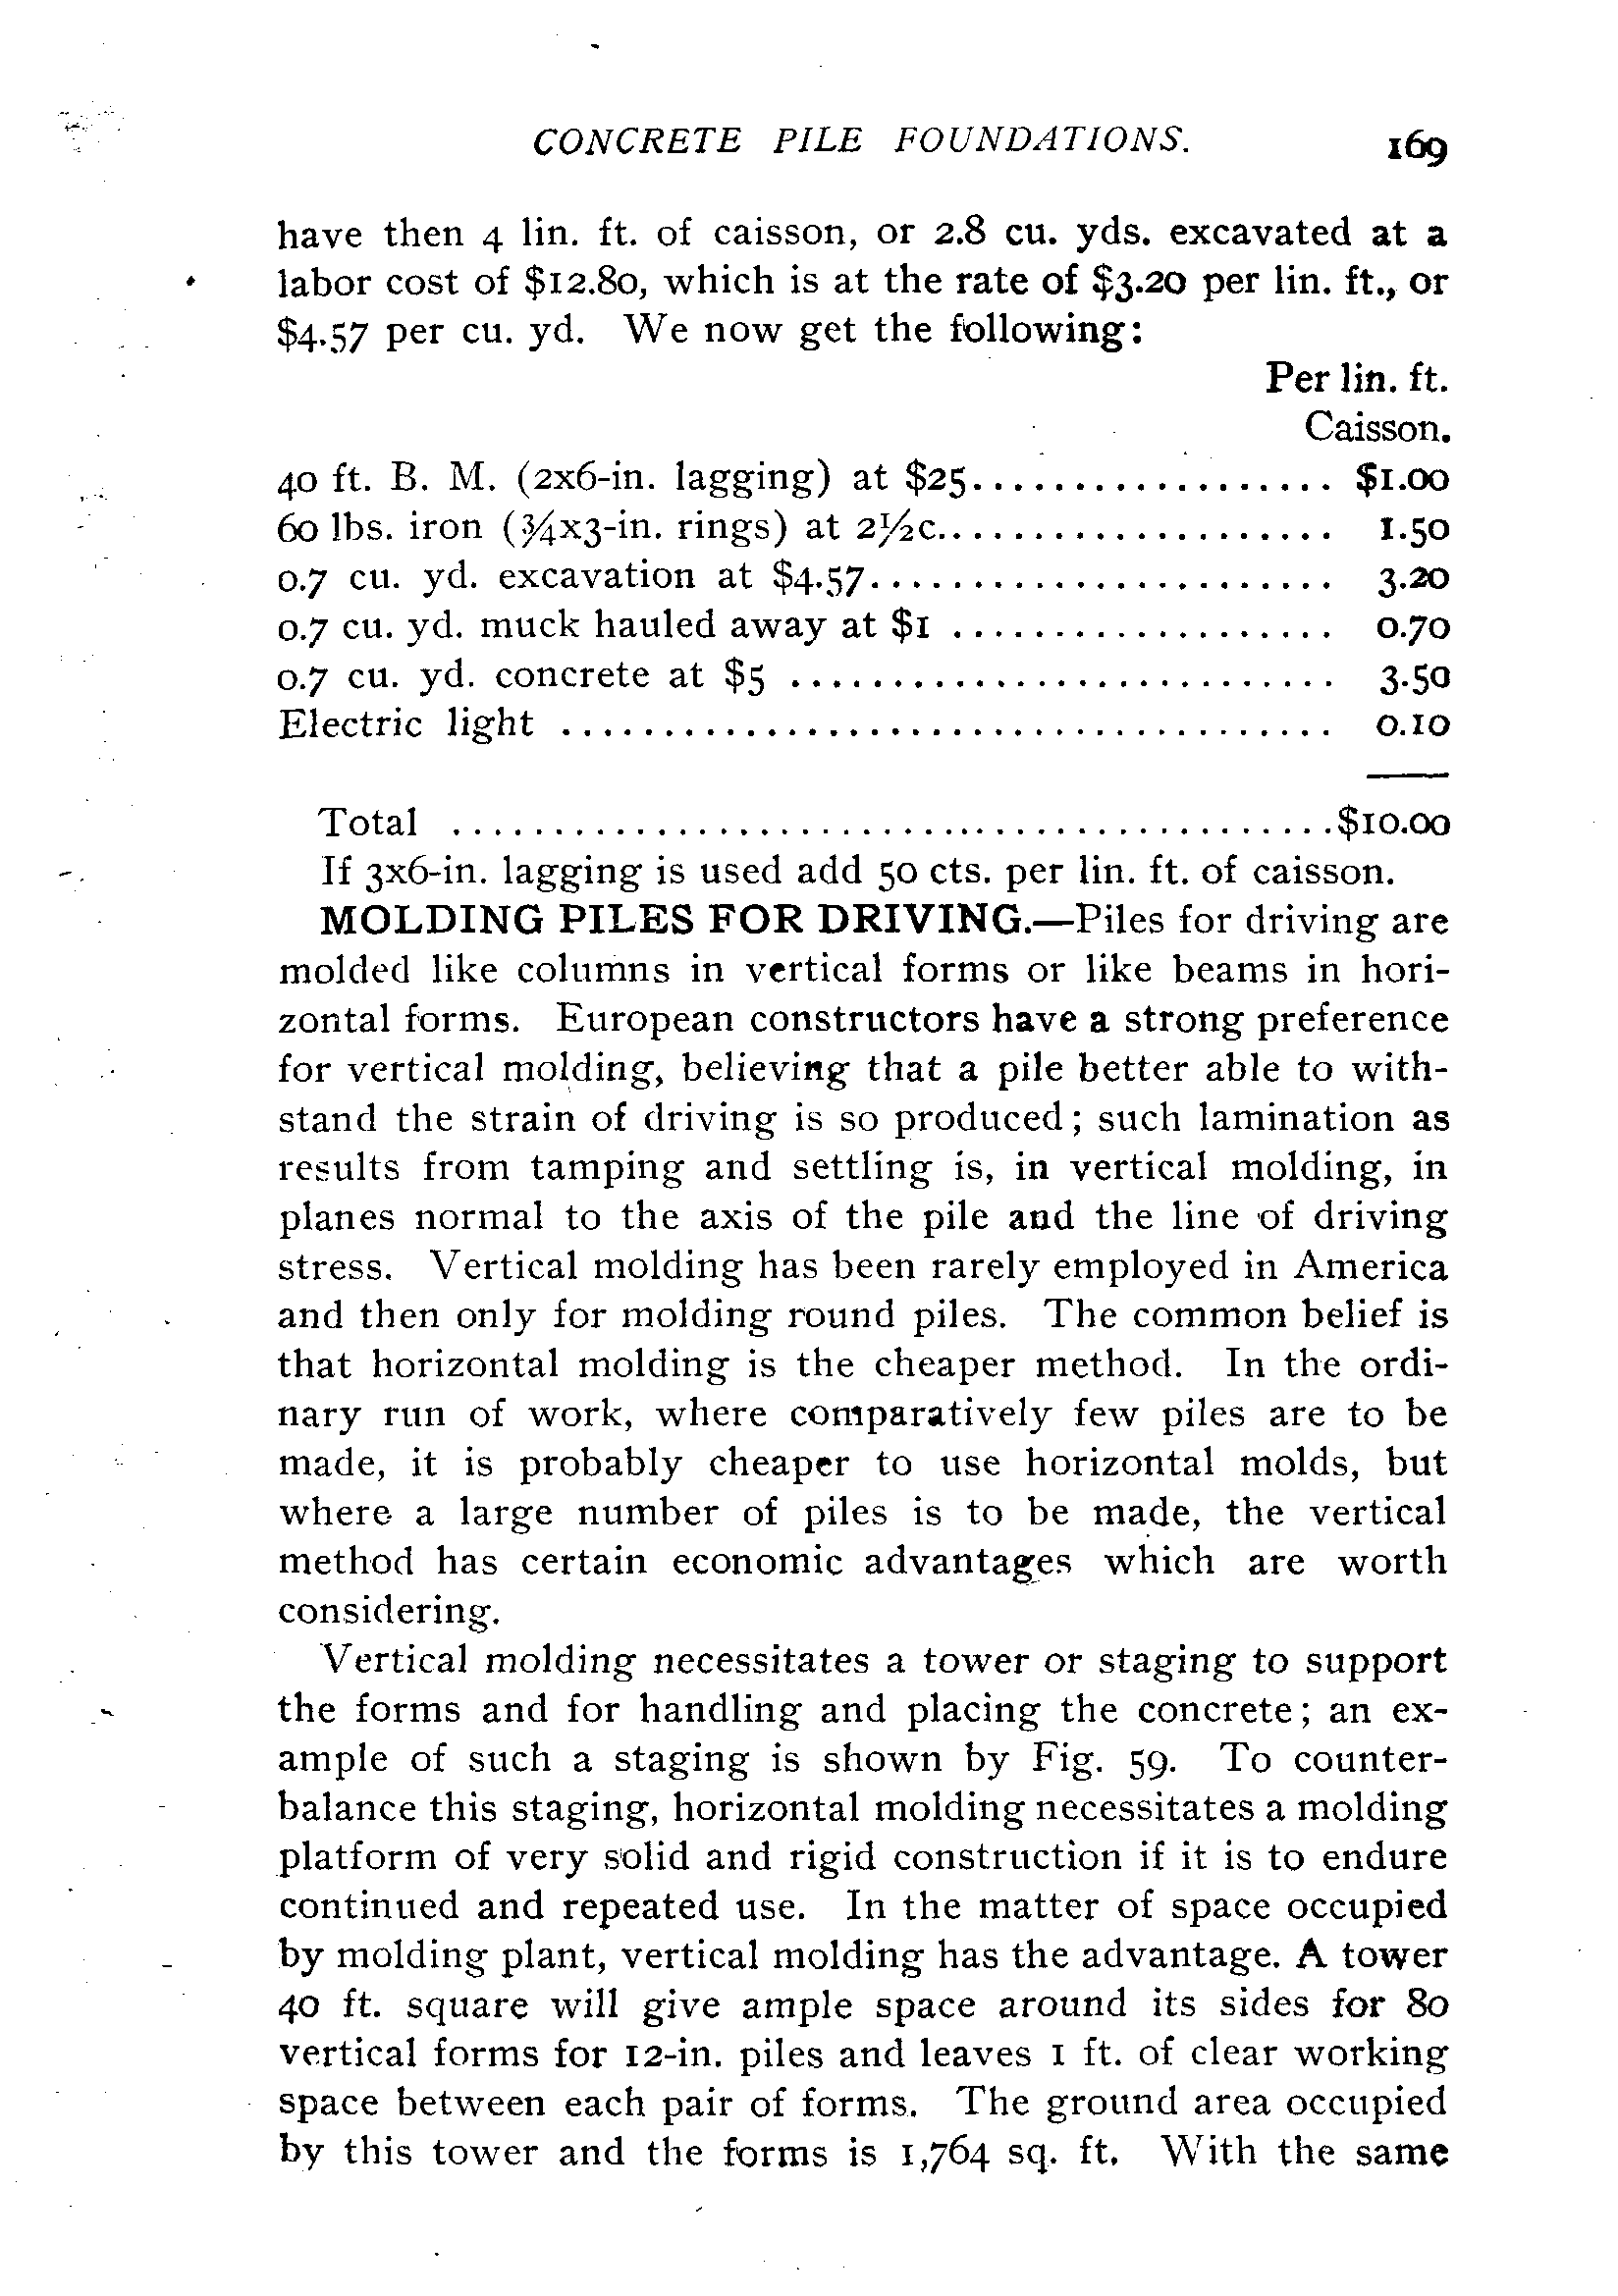 CONCRETE PILE FOUNDATIONS. 169
have then 4 lin. ft. of caisson, or 2.8 cu. yds. excavated at a
labor cost of $12.80, which is at the rate of $3.20 per lin. ft., or
$4.57 per cu. yd. We now get the following:
Per lin. ft.
Caisson.
40 ft. B. M. (2x6-in. lagging) at $25.................. $1.00
60 lbs. iron (¾x3-in. rings) at 2½c.................... 1.50
0.7 cu. yd. excavation at $4.57....................... 3.20
0.7 cu. yd. muck hauled away at $1 ................... 0.70
0.7 cu. yd. concrete at $5 ........................... 3.50
Electric light ...................................... 0.10
Total ............................................$10.00
If 3x6-in. lagging is used add 50 cts. per lin. ft. of caisson.
MOLDING PILES FOR DRIVING.—Piles for driving are
molded like columns in vertical forms or like beams in hori-
zontal forms. European constructors have a strong preference
for vertical molding, believing that a pile better able to with-
stand the strain of driving is so produced; such lamination as
results from tamping and settling is, in vertical molding, in
planes normal to the axis of the pile and the line of driving
stress. Vertical molding has been rarely employed in America
and then only for molding round piles. The common belief is
that horizontal molding is the cheaper method. In the ordi-
nary run of work, where comparatively few piles are to be
made, it is probably cheaper to use horizontal molds, but
where a large number of piles is to be made, the vertical
method has certain economic advantages which are worth
considering.
Vertical molding necessitates a tower or staging to support
the forms and for handling and placing the concrete; an ex-
ample of such a staging is shown by Fig. 59. To counter-
balance this staging, horizontal molding necessitates a molding
platform of very solid and rigid construction if it is to endure
continued and repeated use. In the matter of space occupied
by molding plant, vertical molding has the advantage. A tower
40 ft. square will give ample space around its sides for 80
vertical forms for 12-in. piles and leaves 1 ft. of clear working
space between each pair of forms. The ground area occupied
by this tower and the forms is 1,764 sq. ft. With the same